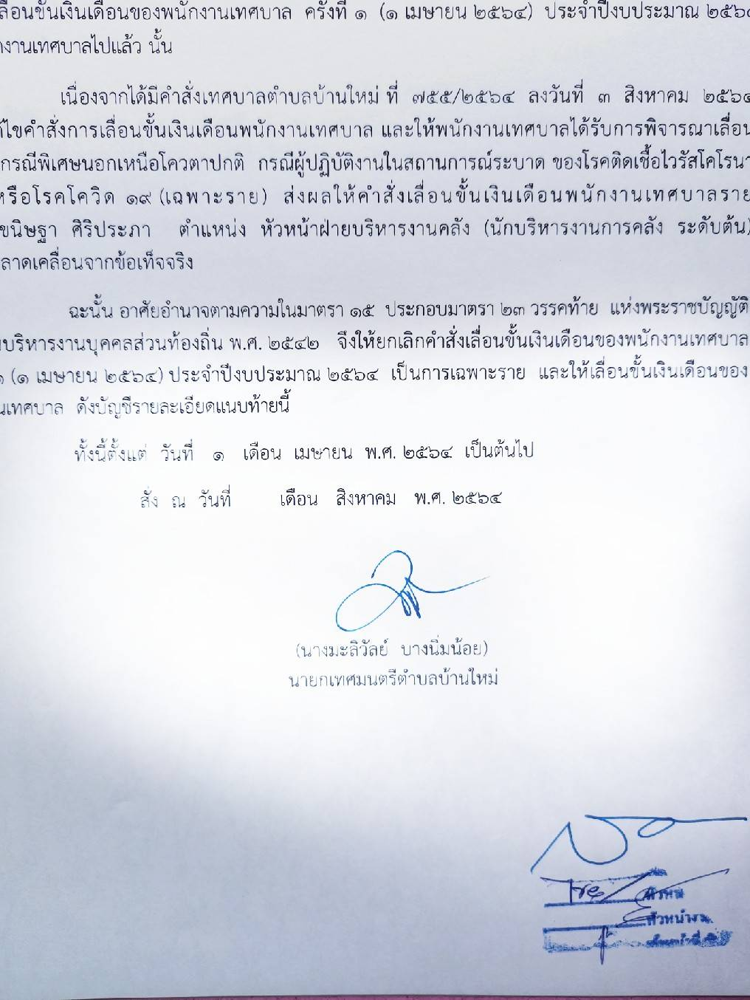 เลื่อนขั้นเงินเดือนของพนักงานเทศบาล ครั้งที่ ๑ (๑ เมษายน ๒๕๖๔) ประจำปีงบประมาณ ๒๕๖๔
งานเทศบาลไปแล้ว นั้น
เนื่องจากได้มีคำสั่งเทศบาลตำบลบ้านใหม่ ที่ ๗๕๕/๒๕๖๔ ลงวันที่ ๓ สิงหาคม ๒๕๖๔
ก้ไขคำสั่งการเลื่อนขั้นเงินเดือนพนักงานเทศบาล และให้พนักงานเทศบาลได้รับการพิจารณาเลื่อน
กรณีพิเศษนอกเหนือโควตาปกติ กรณีผู้ปฏิบัติงานในสถานการณ์ระบาด ของโรคติดเชื้อไวรัสโคโรนา
หรือโรคโควิด ๑๙ (เฉพาะราย) ส่งผลให้คำสั่งเลื่อนขั้นเงินเดือนพนักงานเทศบาลราย
ขนิษฐา ศิริประภา ตำแหน่ง หัวหน้าฝ่ายบริหารงานคลัง (นักบริหารงานการคลัง ระดับต้น)
ลาดเคลื่อนจากข้อเท็จจริง
ฉะนั้น อาศัยอำนาจตามความในมาตรา ๑๕ ประกอบมาตรา ๒๓ วรรคท้าย แห่งพระราชบัญญัติ
บริหารงานบุคคลส่วนท้องถิ่น พ.ศ. ๒๕๔๒ จึงให้ยกเลิกคำสั่งเลื่อนขั้นเงินเดือนของพนักงานเทศบาล
๑ (๑ เมษายน ๒๕๖๔) ประจำปีงบประมาณ ๒๕๖๔ เป็นการเฉพาะราย และให้เลื่อนขั้นเงินเดือนของ
นเทศบาล ดังบัญชีรายละเอียดแนบท้ายนี้
ทั้งนี้ตั้งแต่ วันที่ ๑ เดือน เมษายน พ.ศ. ๒๕๖๔ เป็นต้นไป
สั่ง ณ วันที่ เดือน สิงหาคม พ.ศ. ๒๕๖๔
(นางมะลิวัลย์ บางนิ่มน้อย)
นายกเทศมนตรีตำบลบ้านใหม่
หัวหน้า